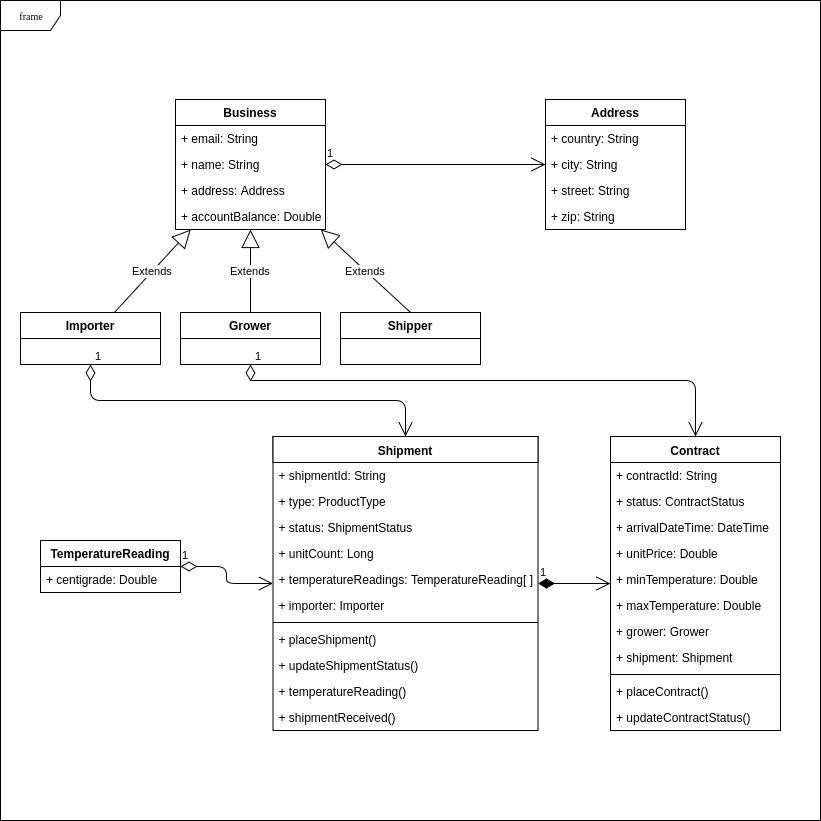 frame
Business
+ email: String
+ name: String
+ address: Address
+ accountBalance: Double
1
Address
+ country: String
+ city: String
+ street: String
+ zip: String
Extends
Extends
Extends
Importer
1
Grower
1
Shipper
Shipment
+ shipmentId: String
+ type: ProductType
+ status: ShipmentStatus
+ unitCount: Long
+ temperatureReadings: TemperatureReading[ ]
+ importer: Importer
+ placeShipment()
+ updateShipmentStatus()
+ temperatureReading()
+ shipmentReceived()
1
Contract
+ contractId: String
+ status: ContractStatus
+ arrivalDateTime: DateTime
+ unitPrice: Double
+ minTemperature: Double
+ maxTemperature: Double
+ grower: Grower
+ shipment: Shipment
+ placeContract()
+ updateContractStatus()
TemperatureReading
+ centigrade: Double
1